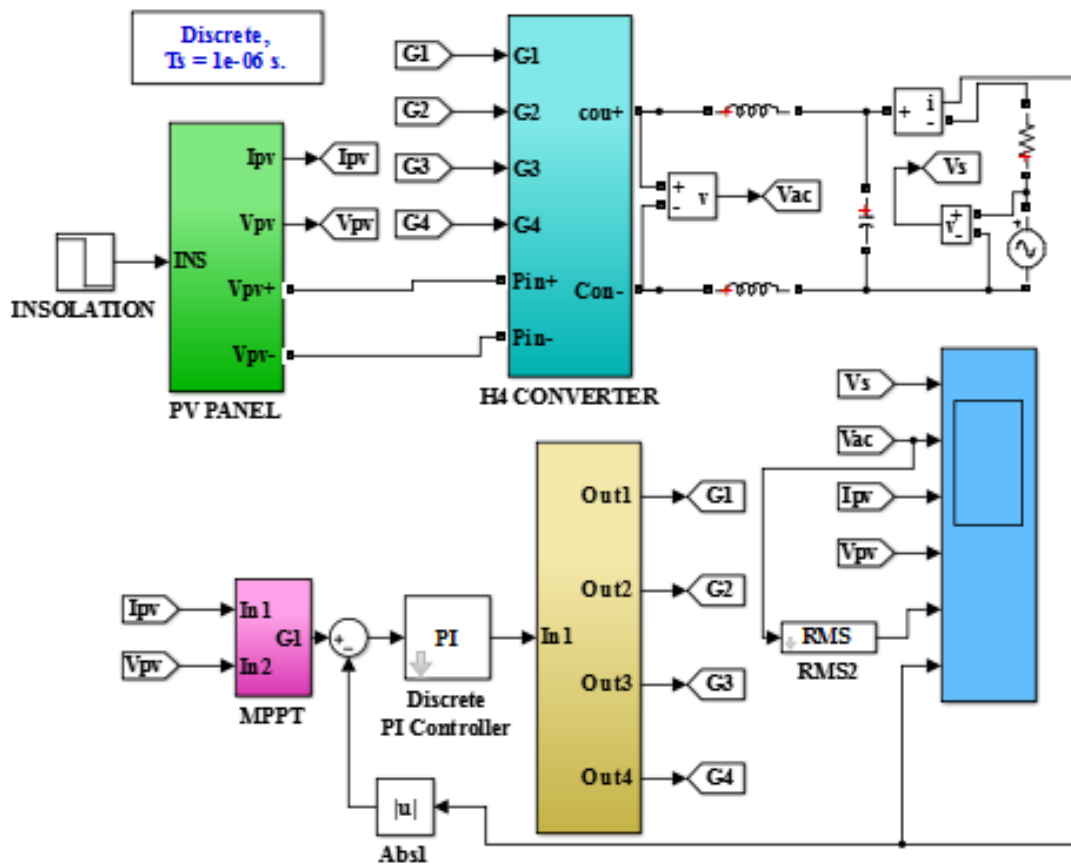 Discrete,
Ts = 1e-06 s.
INSOLATION
INS
Ipv
Vpv
Vpv+
Vpv-
PV PANEL
Ipv
Vpv
G1
G2
G3
G4
G1
G2
G3
G4
Pin+
Pin-
cou+
Con-
H4 CONVERTER
+
-
v
Vac
+
i
-
Vs
+
v
-
+
Ipv
Vpv
In1
In2
G1
MPPT
+
-
PI
Discrete
PI Controller
|u|
Abs1
In1
Out1
Out2
Out3
Out4
G1
G2
G3
G4
Vs
Vac
Ipv
Vpv
RMS
RMS2